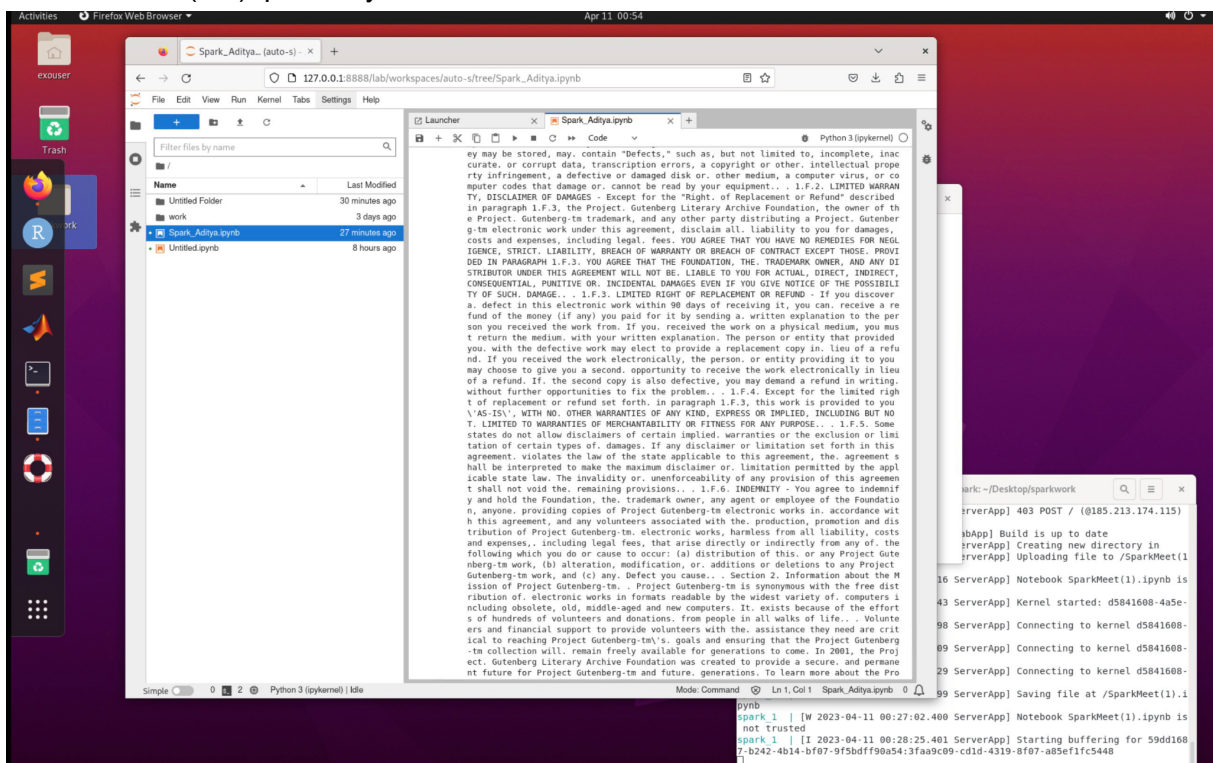 Activities
Firefox Web Browser
Apr 11 00:54
exouser
Trash
Spark_Aditya… (auto-s) - ×
127.0.0.1:8888/lab/workspaces/auto-s/tree/Spark_Aditya.ipynb
File Edit View Run Kernel Tabs Settings Help
Filter files by name
/
Name Last Modified
Untitled Folder 30 minutes ago
work 3 days ago
Spark_Aditya.ipynb 27 minutes ago
Untitled.ipynb 8 hours ago
Launcher
Spark_Aditya.ipynb
Code
Python 3 (ipykernel)
ey may be stored, may. contain "Defects," such as, but not limited to, incomplete, inac
curate. or corrupt data, transcription errors, a copyright or other. intellectual prope
rty infringement, a defective or damaged disk or. other medium, a computer virus, or co
mputer codes that damage or. cannot be read by your equipment.. . 1.F.2. LIMITED WARRAN
TY, DISCLAIMER OF DAMAGES - Except for the "Right. of Replacement or Refund" described
in paragraph 1.F.3, the Project. Gutenberg Literary Archive Foundation, the owner of th
e Project. Gutenberg-tm trademark, and any other party distributing a Project. Gutenber
g-tm electronic work under this agreement, disclaim all. liability to you for damages,
costs and expenses, including legal. fees. YOU AGREE THAT YOU HAVE NO REMEDIES FOR NEGL
IGENCE, STRICT. LIABILITY, BREACH OF WARRANTY OR BREACH OF CONTRACT EXCEPT THOSE. PROVI
DED IN PARAGRAPH 1.F.3. YOU AGREE THAT THE FOUNDATION, THE. TRADEMARK OWNER, AND ANY DI
STRIBUTOR UNDER THIS AGREEMENT WILL NOT BE. LIABLE TO YOU FOR ACTUAL, DIRECT, INDIRECT,
CONSEQUENTIAL, PUNITIVE OR. INCIDENTAL DAMAGES EVEN IF YOU GIVE NOTICE OF THE POSSIBILI
TY OF SUCH. DAMAGE.. . 1.F.3. LIMITED RIGHT OF REPLACEMENT OR REFUND - If you discover
a. defect in this electronic work within 90 days of receiving it, you can. receive a re
fund of the money (if any) you paid for it by sending a. written explanation to the per
son you received the work from. If you. received the work on a physical medium, you mus
t return the medium. with your written explanation. The person or entity that provided
you. with the defective work may elect to provide a replacement copy in. lieu of a refu
nd. If you received the work electronically, the person. or entity providing it to you
may choose to give you a second. opportunity to receive the work electronically in lieu
of a refund. If. the second copy is also defective, you may demand a refund in writing.
without further opportunities to fix the problem.. . 1.F.4. Except for the limited righ
t of replacement or refund set forth. in paragraph 1.F.3, this work is provided to you
\'AS-IS\', WITH NO. OTHER WARRANTIES OF ANY KIND, EXPRESS OR IMPLIED, INCLUDING BUT NO
T. LIMITED TO WARRANTIES OF MERCHANTABILITY OR FITNESS FOR ANY PURPOSE.. . 1.F.5. Some
states do not allow disclaimers of certain implied. warranties or the exclusion or limi
tation of certain types of. damages. If any disclaimer or limitation set forth in this
agreement. violates the law of the state applicable to this agreement, the. agreement s
hall be interpreted to make the maximum disclaimer or. limitation permitted by the appl
icable state law. The invalidity or. unenforceability of any provision of this agreemen
t shall not void the. remaining provisions.. . 1.F.6. INDEMNITY - You agree to indemnif
y and hold the Foundation, the. trademark owner, any agent or employee of the Foundatio
n, anyone. providing copies of Project Gutenberg-tm electronic works in. accordance wit
h this agreement, and any volunteers associated with the. production, promotion and dis
tribution of Project Gutenberg-tm. electronic works, harmless from all liability, costs
and expenses,. including legal fees, that arise directly or indirectly from any of. the
following which you do or cause to occur: (a) distribution of this. or any Project Gute
nberg-tm work, (b) alteration, modification, or. additions or deletions to any Project
Gutenberg-tm work, and (c) any. Defect you cause.. . Section 2. Information about the M
ission of Project Gutenberg-tm. . Project Gutenberg-tm is synonymous with the free dist
ribution of. electronic works in formats readable by the widest variety of. computers i
ncluding obsolete, old, middle-aged and new computers. It. exists because of the effort
s of hundreds of volunteers and donations. from people in all walks of life.. . Volunte
ers and financial support to provide volunteers with the. assistance they need are crit
ical to reaching Project Gutenberg-tm\'s. goals and ensuring that the Project Gutenberg
-tm collection will. remain freely available for generations to come. In 2001, the Proj
ect. Gutenberg Literary Archive Foundation was created to provide a secure. and permane
nt future for Project Gutenberg-tm and future. generations. To learn more about the Pro
Simple 0 2 Python 3 (ipykernel) | Idle
Mode: Command Ln 1, Col 1 Spark_Aditya.ipynb 0
ark: ~/Desktop/sparkwork
erverApp] 403 POST / (@185.213.174.115)
abApp] Build is up to date
erverApp] Creating new directory in
erverApp] Uploading file to /SparkMeet(1
16 ServerApp] Notebook SparkMeet(1).ipynb is
43 ServerApp] Kernel started: d5841608-4a5e-
98 ServerApp] Connecting to kernel d5841608-
09 ServerApp] Connecting to kernel d5841608-
29 ServerApp] Connecting to kernel d5841608-
99 ServerApp] Saving file at /SparkMeet(1).i
pynb
spark_1 | [W 2023-04-11 00:27:02.400 ServerApp] Notebook SparkMeet(1).ipynb is
not trusted
spark_1 | [I 2023-04-11 00:28:25.401 ServerApp] Starting buffering for 59dd168
7-b242-4b14-bf07-9f5bdff90a54:3faa9c09-cd1d-4319-8f07-a85ef1fc5448